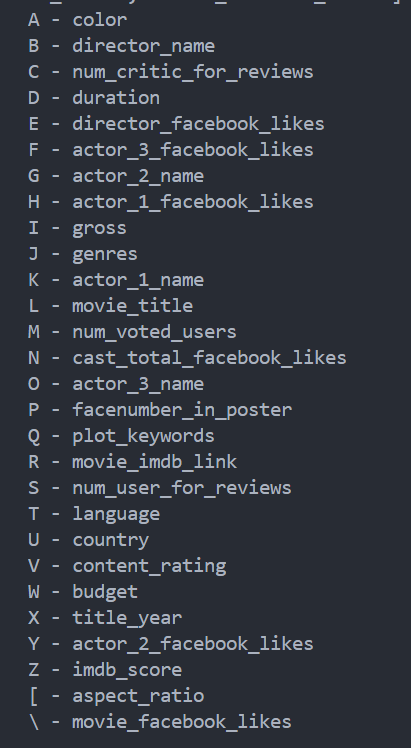 A - color
B - director_name
C - num_critic_for_reviews
D - duration
E - director_facebook_likes
F - actor_3_facebook_likes
G - actor_2_name
H - actor_1_facebook_likes
I - gross
J - genres
K - actor_1_name
L - movie_title
M - num_voted_users
N - cast_total_facebook_likes
O - actor_3_name
P - facenumber_in_poster
Q - plot_keywords
R - movie_imdb_link
S - num_user_for_reviews
T - language
U - country
V - content_rating
W - budget
X - title_year
Y - actor_2_facebook_likes
Z - imdb_score
[ - aspect_ratio
\ - movie_facebook_likes